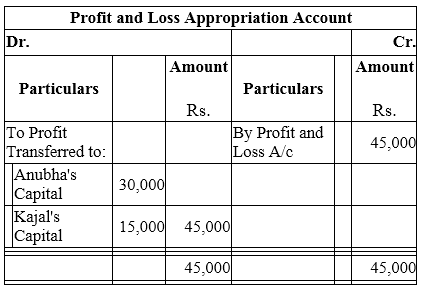 Profit and Loss Appropriation Account
Dr. Cr.
Amount Amount
Particulars Particulars
Rs. Rs.
To Profit By Profit and
Transferred to: Loss A/c 45,000
Anubha's
Capital 30,000
Kajal's
Capital 15,000 45,000
45,000 45,000